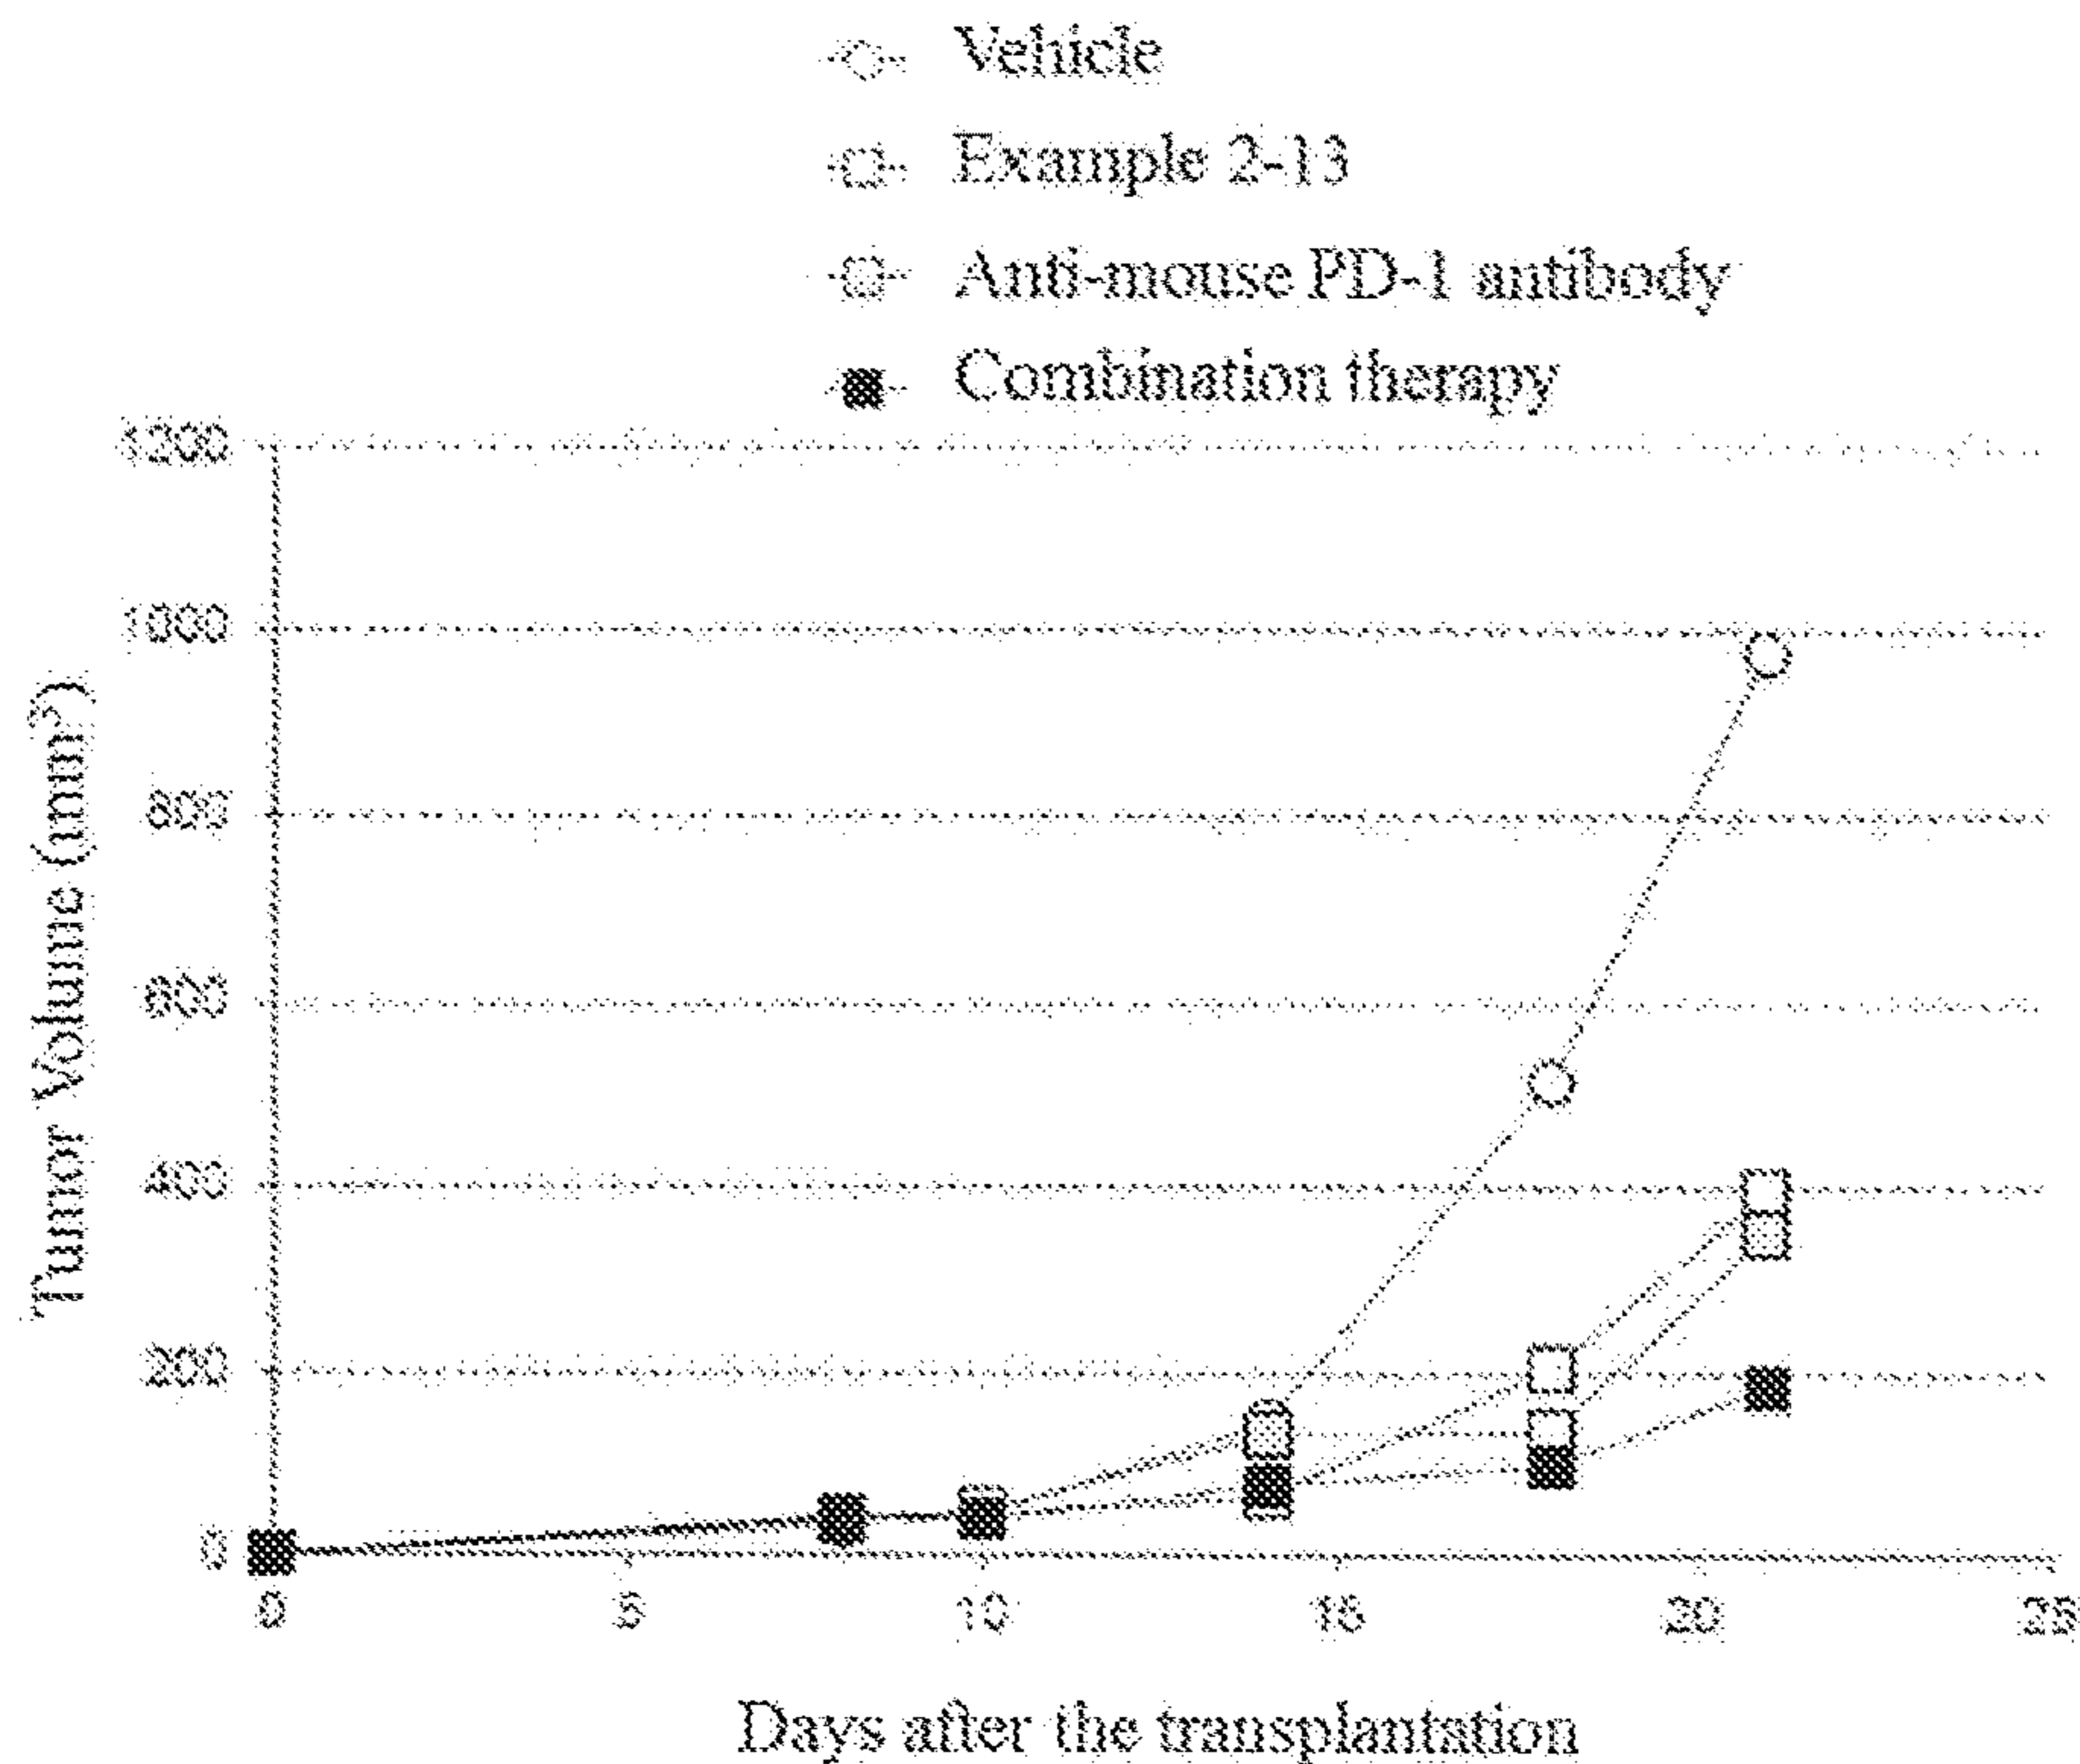 Vehicle
Example 2-13
Anti-mouse PD-1 antibody
Combination therapy
1200
1000
800
600
400
200
0
Tumor Volume (mm³)
0
5
10
15
20
25
Days after the transplantation